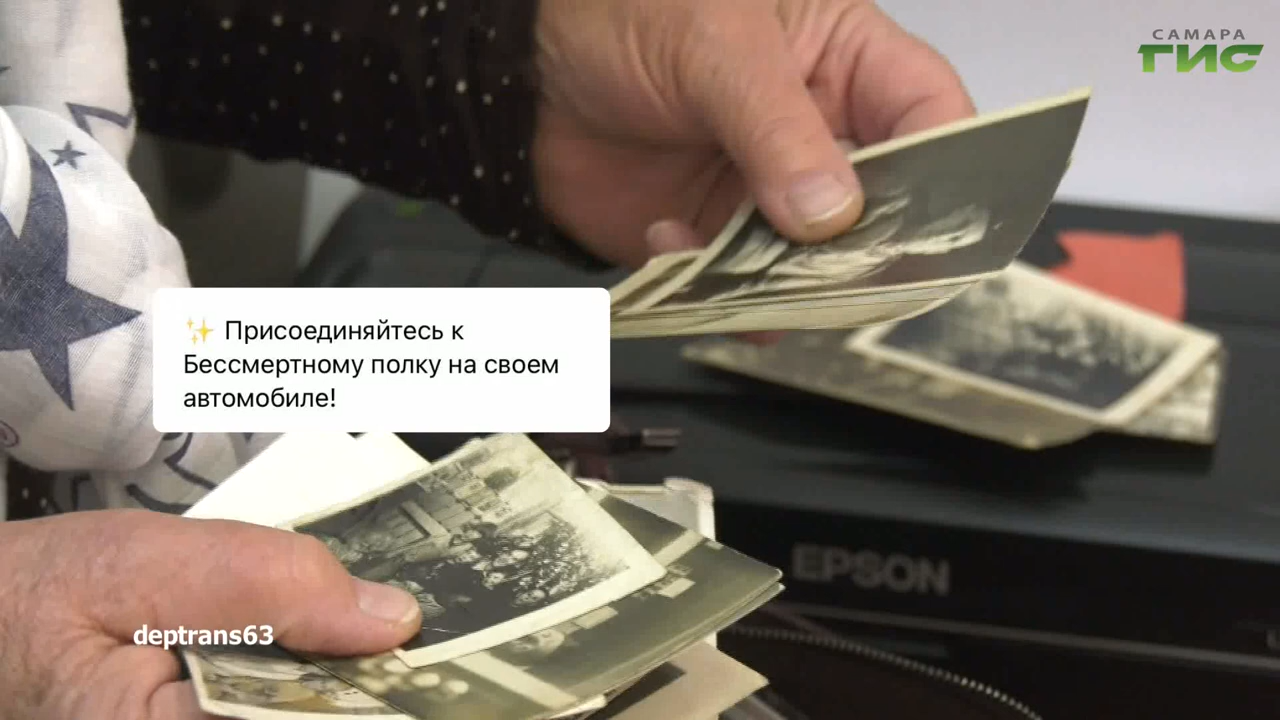 САМАРА
ГИС
✨ Присоединяйтесь к
Бессмертному полку на своем
автомобиле!
EPSON
deptrans63